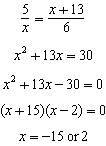 5/x = (x + 13)/6
x² + 13x = 30
x² + 13x − 30 = 0
(x + 15)(x − 2) = 0
x = −15 or 2